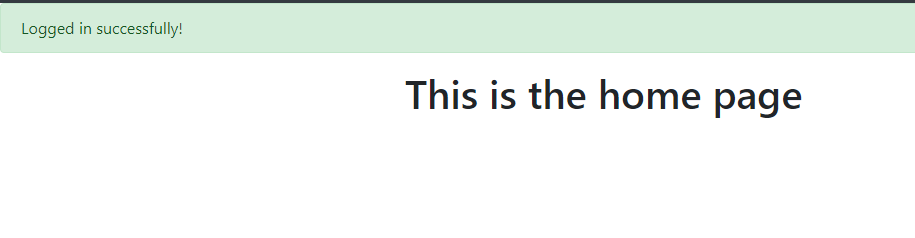 Logged in successfully!
This is the home page